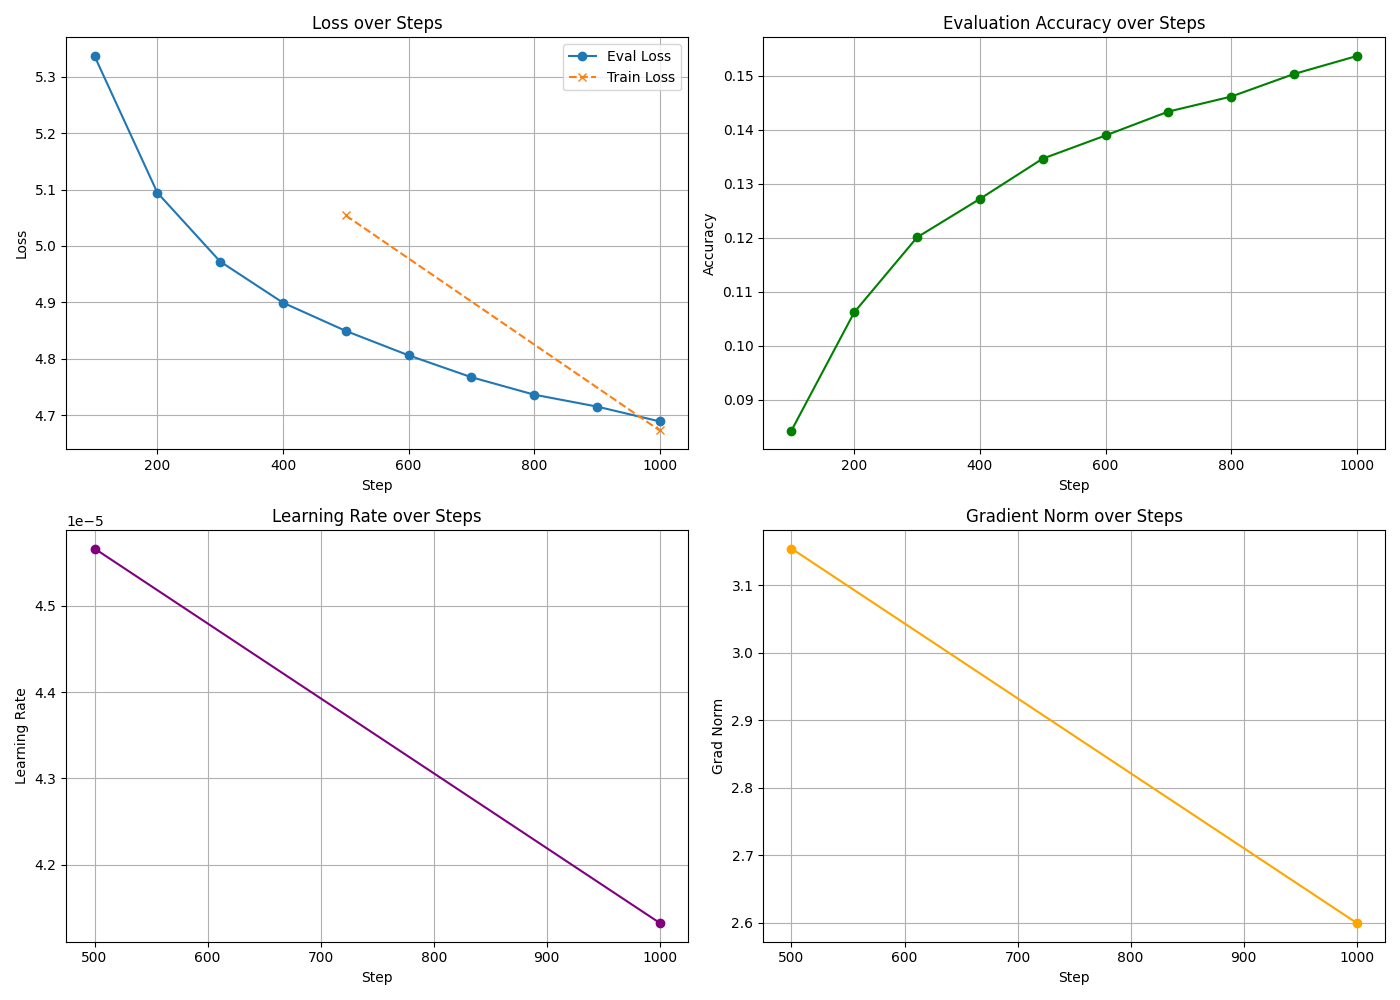 Loss over Steps
Eval Loss
Train Loss
5.3
5.2
5.1
5.0
4.9
4.8
4.7
Loss
200 400 600 800 1000
Step
Evaluation Accuracy over Steps
0.15
0.14
0.13
0.12
0.11
0.10
0.09
Accuracy
200 400 600 800 1000
Step
Learning Rate over Steps
1e−5
4.5
4.4
4.3
4.2
Learning Rate
500 600 700 800 900 1000
Step
Gradient Norm over Steps
3.1
3.0
2.9
2.8
2.7
2.6
Grad Norm
500 600 700 800 900 1000
Step